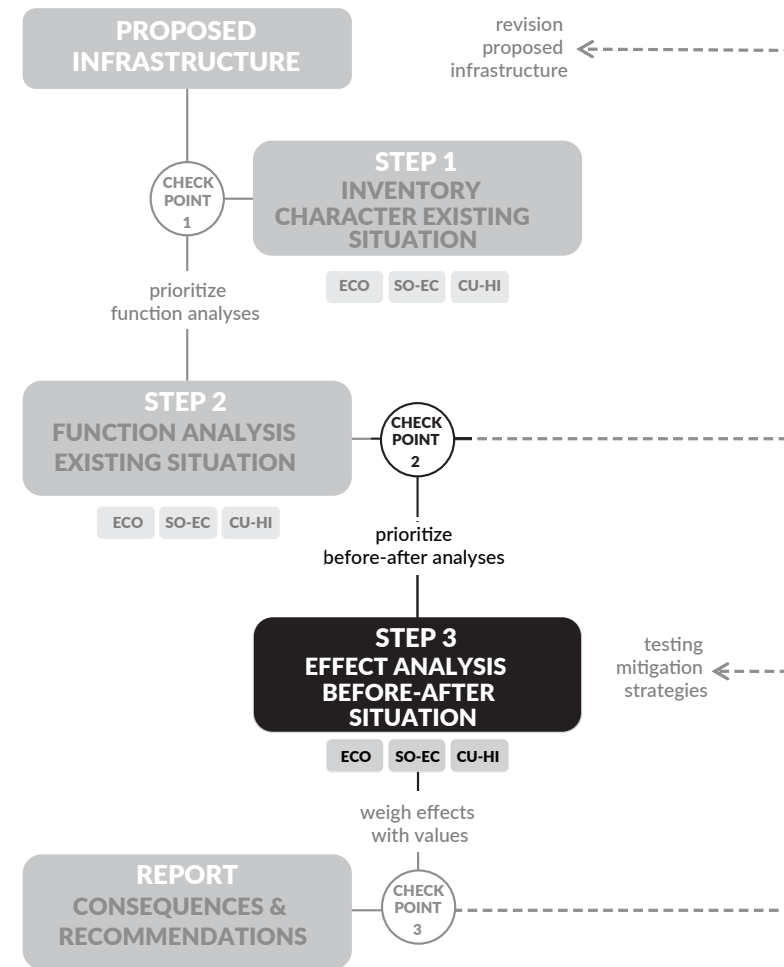 PROPOSED
INFRASTRUCTURE
revision
proposed
infrastructure
CHECK
POINT
1
STEP 1
INVENTORY
CHARACTER EXISTING
SITUATION
ECO SO-EC CU-HI
prioritize
function analyses
STEP 2
FUNCTION ANALYSIS
EXISTING SITUATION
CHECK
POINT
2
ECO SO-EC CU-HI
prioritize
before-after analyses
STEP 3
EFFECT ANALYSIS
BEFORE-AFTER
SITUATION
testing
mitigation
strategies
ECO SO-EC CU-HI
weigh effects
with values
REPORT
CONSEQUENCES &
RECOMMENDATIONS
CHECK
POINT
3